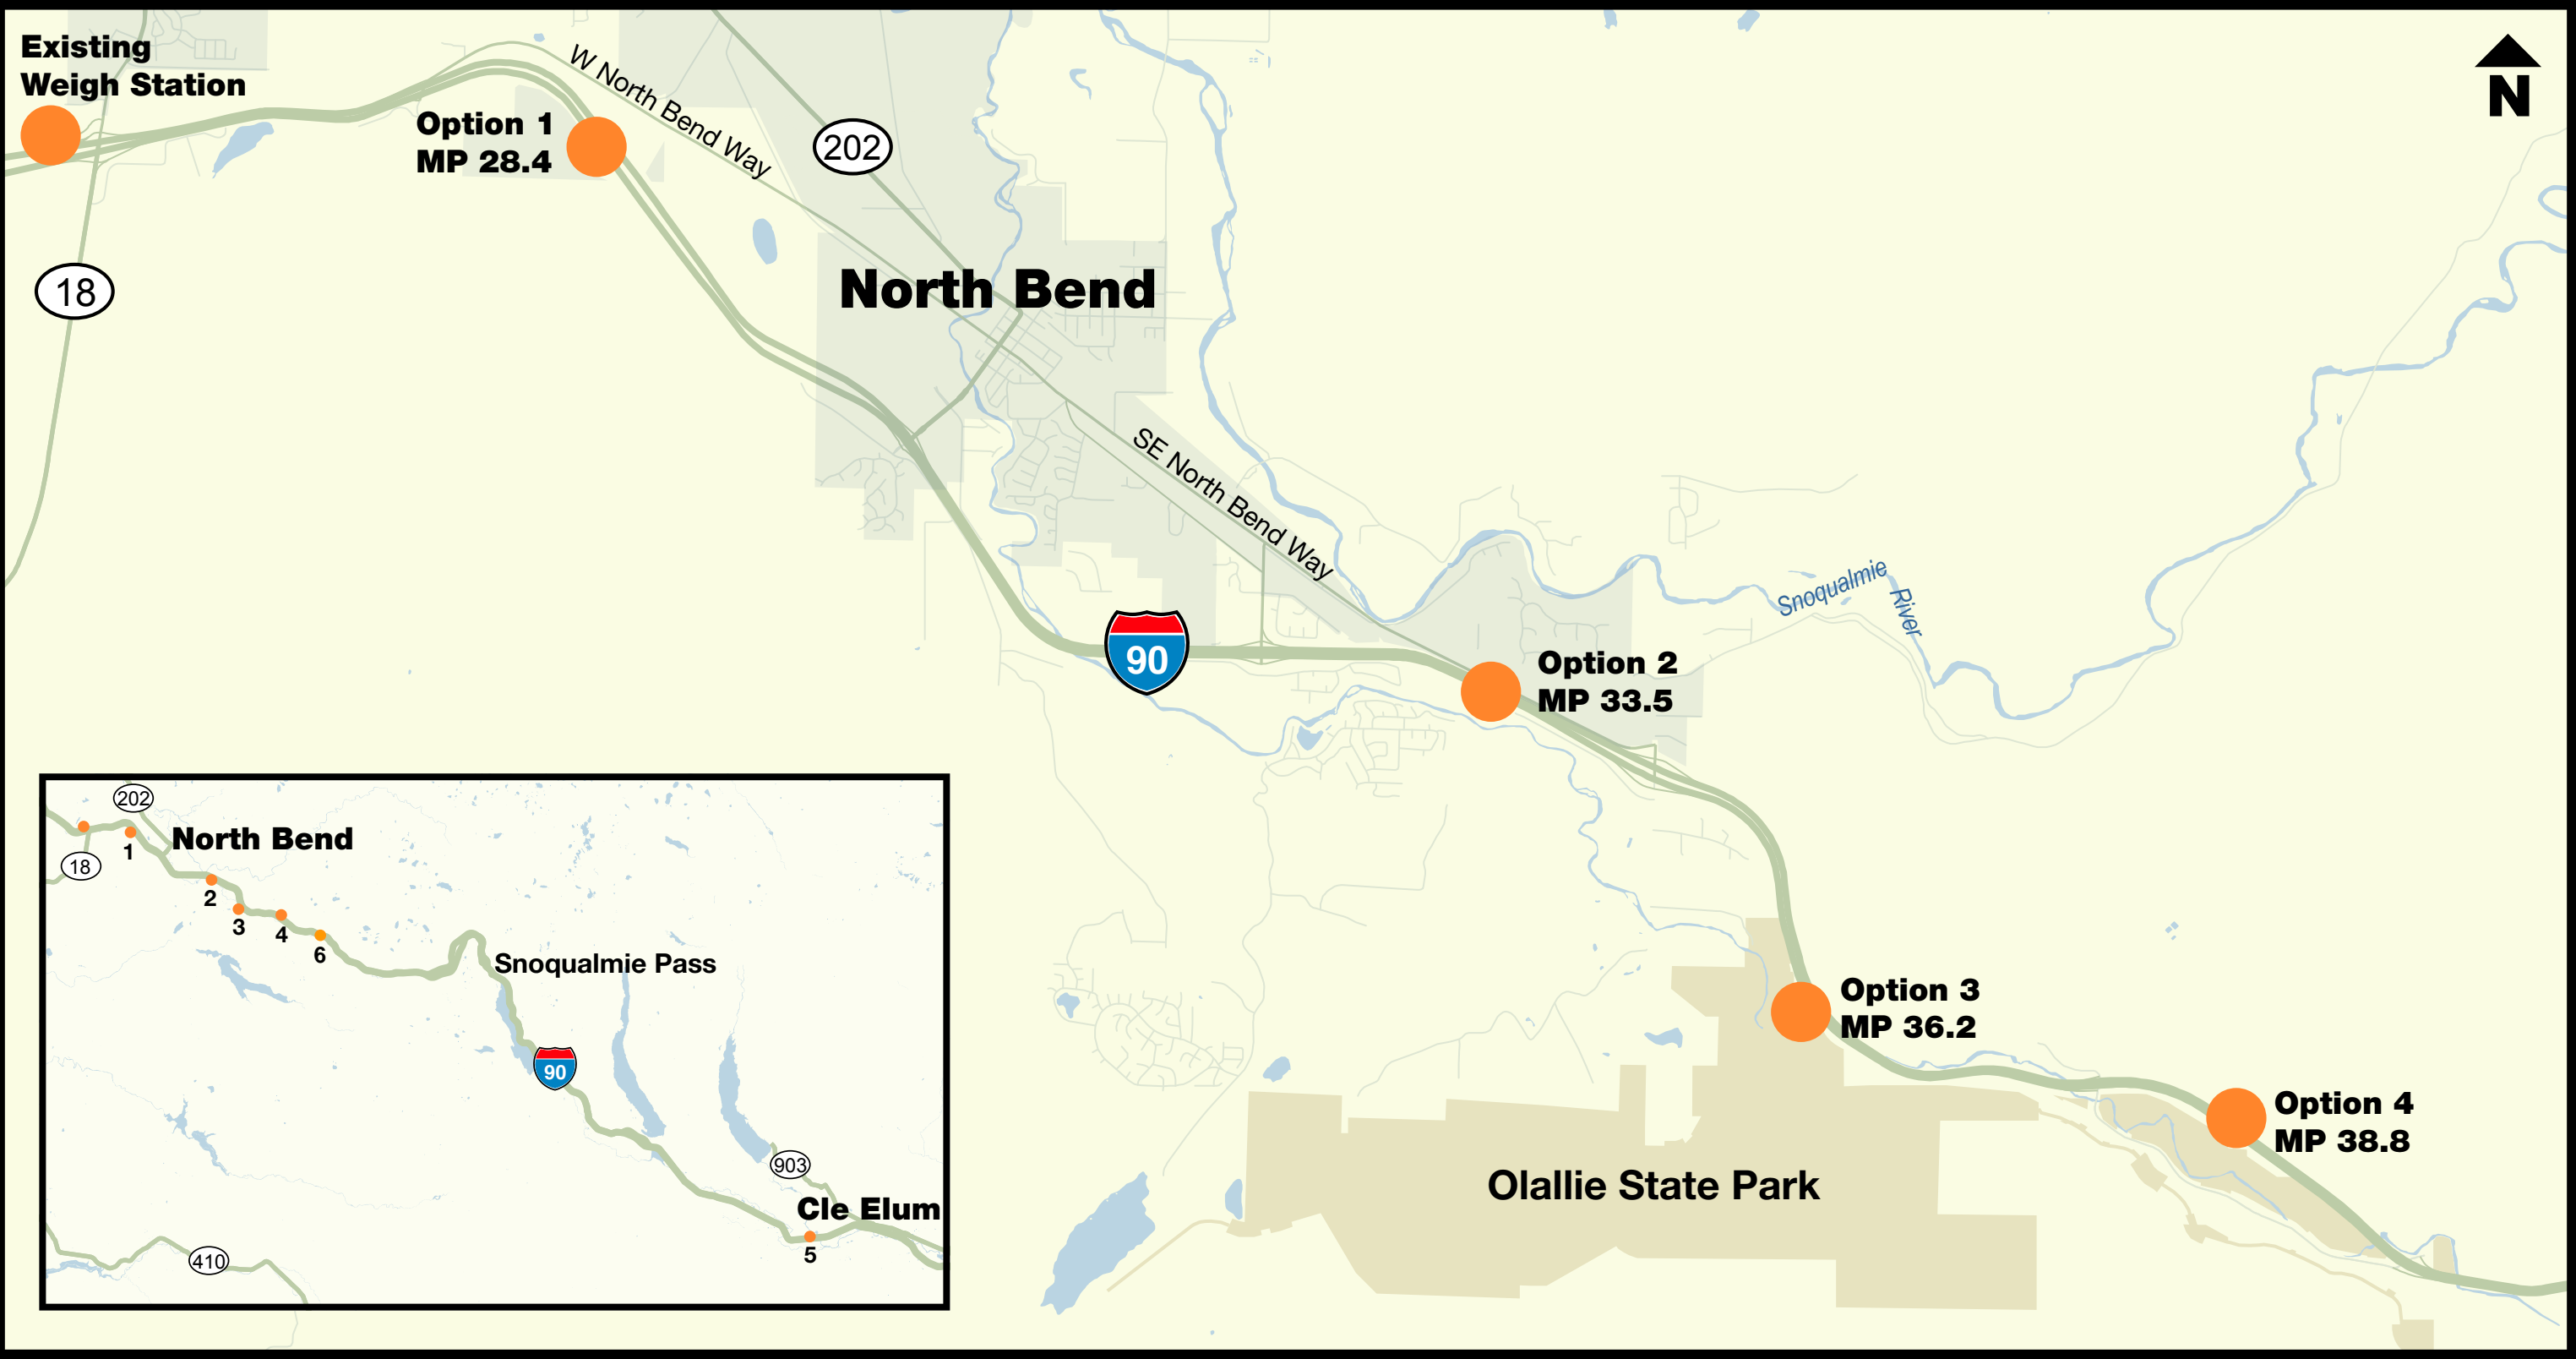 Existing
Weigh Station
Option 1
MP 28.4
W North Bend Way
202
N
18
North Bend
SE North Bend Way
90
Option 2
MP 33.5
Snoqualmie
River
Option 3
MP 36.2
Option 4
MP 38.8
Olallie State Park
202
North Bend
1
18
2
3
4
6
Snoqualmie Pass
90
903
Cle Elum
5
410